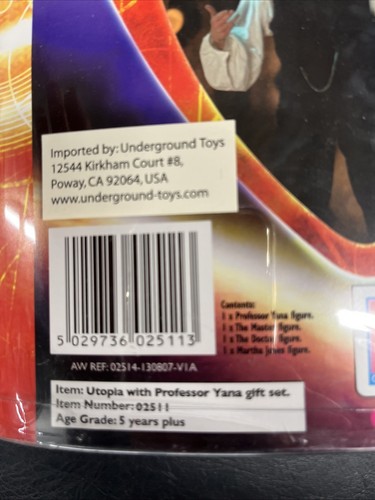 Imported by: Underground Toys
12544 Kirkham Court #8,
Poway, CA 92064, USA
www.underground-toys.com
5 029736 025113
AW REF: 02514-130807-V1A
Contents:
1 x Professor Yana figure.
1 x The Master figure.
1 x The Doctor figure.
1 x Martha Jones figure.
Item: Utopia with Professor Yana gift set.
Item Number: 02511
Age Grade: 5 years plus